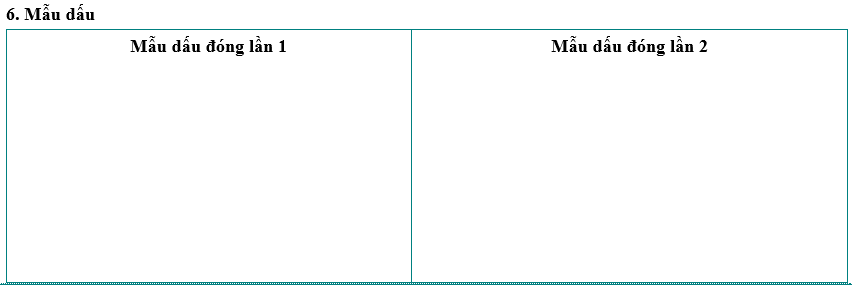 6. Mẫu dấu
Mẫu dấu đóng lần 1
Mẫu dấu đóng lần 2